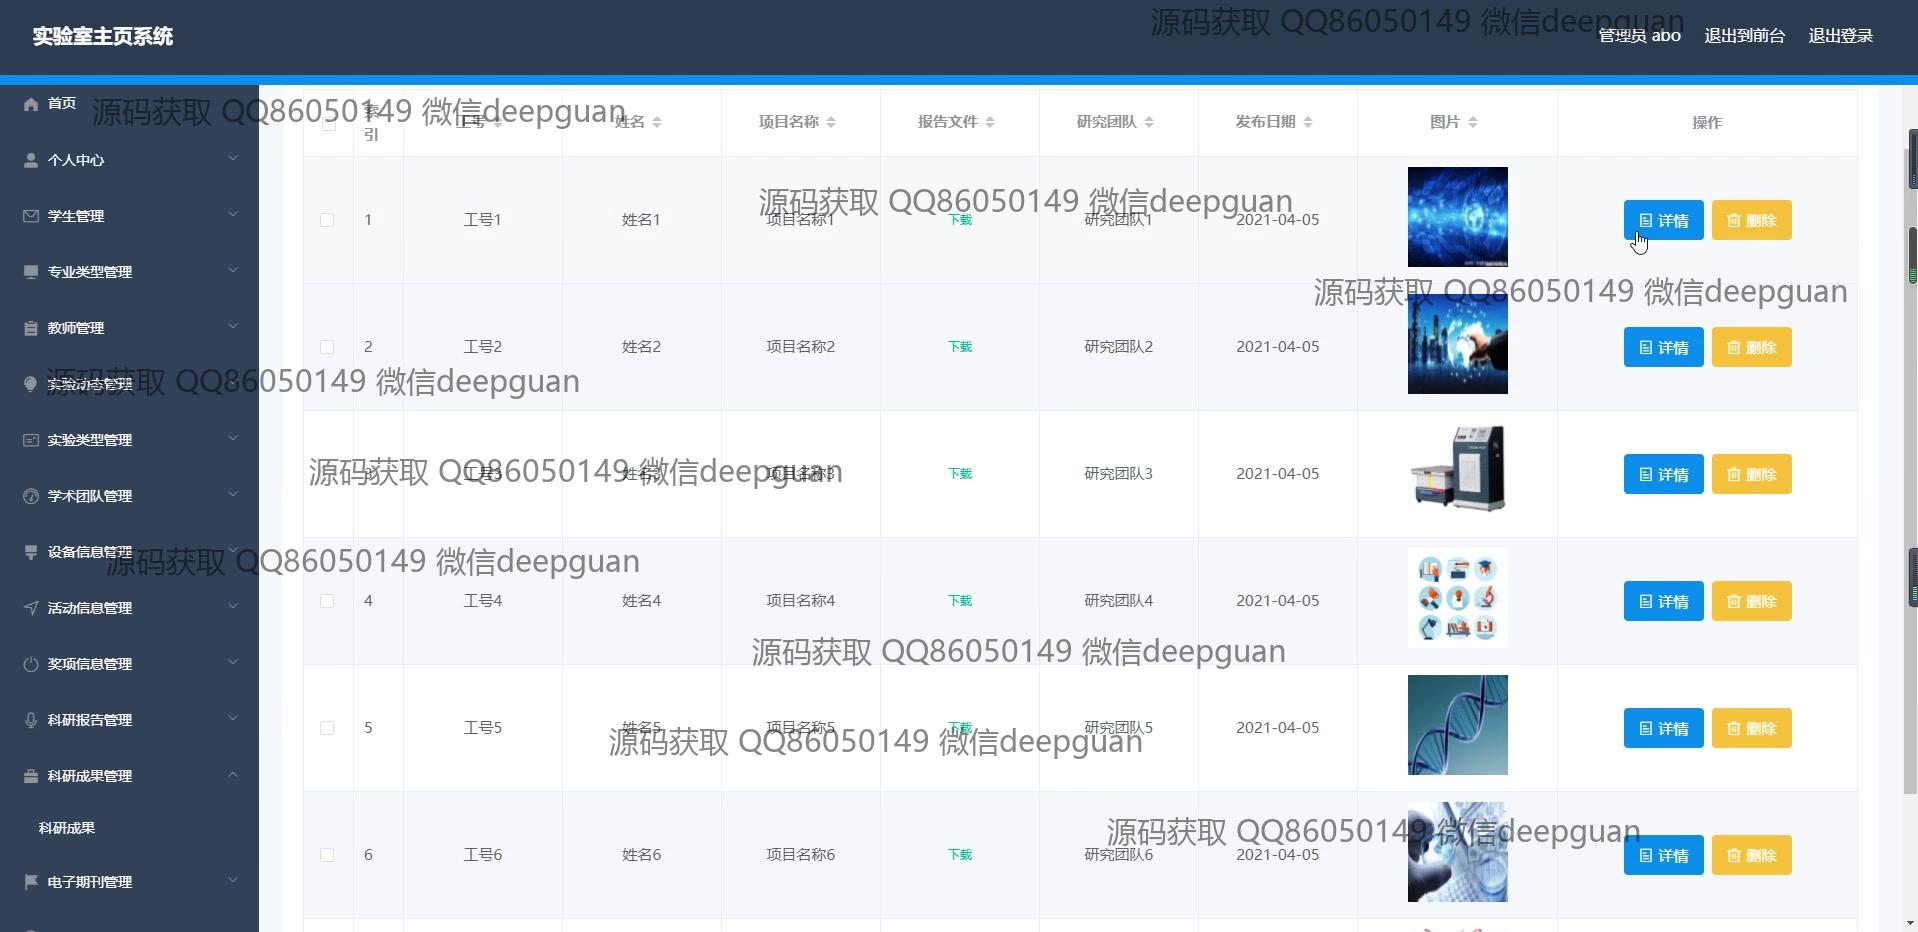 实验室主页系统
源码获取 QQ86050149 微信deepguan
管理员 abo 退出到前台 退出登录
首页
源码获取 QQ86050149 微信deepguan
个人中心
学生管理
专业类型管理
教师管理
实验动态管理
源码获取 QQ86050149 微信deepguan
实验类型管理
学术团队管理
设备信息管理
源码获取 QQ86050149 微信deepguan
活动信息管理
奖项信息管理
科研报告管理
科研成果管理
科研成果
电子期刊管理
索引 工号 姓名 项目名称 报告文件 研究团队 发布日期 图片 操作
源码获取 QQ86050149 微信deepguan
1 工号1 姓名1 项目名称1 下载 研究团队1 2021-04-05 详情 删除
源码获取 QQ86050149 微信deepguan
2 工号2 姓名2 项目名称2 下载 研究团队2 2021-04-05 详情 删除
源码获取 QQ86050149 微信deepguan
3 工号3 姓名3 项目名称3 下载 研究团队3 2021-04-05 详情 删除
4 工号4 姓名4 项目名称4 下载 研究团队4 2021-04-05 详情 删除
源码获取 QQ86050149 微信deepguan
5 工号5 姓名5 项目名称5 下载 研究团队5 2021-04-05 详情 删除
源码获取 QQ86050149 微信deepguan
源码获取 QQ86050149 微信deepguan
6 工号6 姓名6 项目名称6 下载 研究团队6 2021-04-05 详情 删除